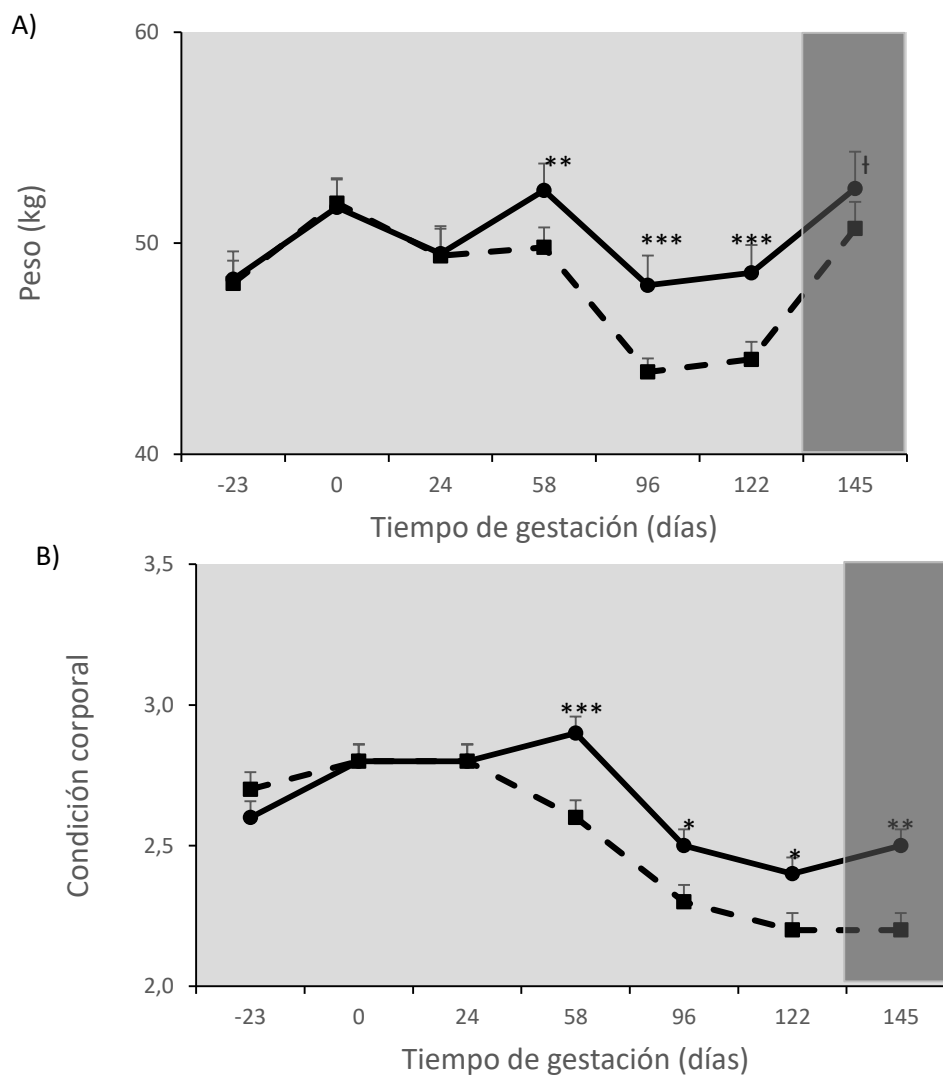 A)
60
50
40
Peso (kg)
**
***
***
ƚ
-23 0 24 58 96 122 145
Tiempo de gestación (días)
B)
3,5
3,0
2,5
2,0
Condición corporal
***
*
*
**
-23 0 24 58 96 122 145
Tiempo de gestación (días)